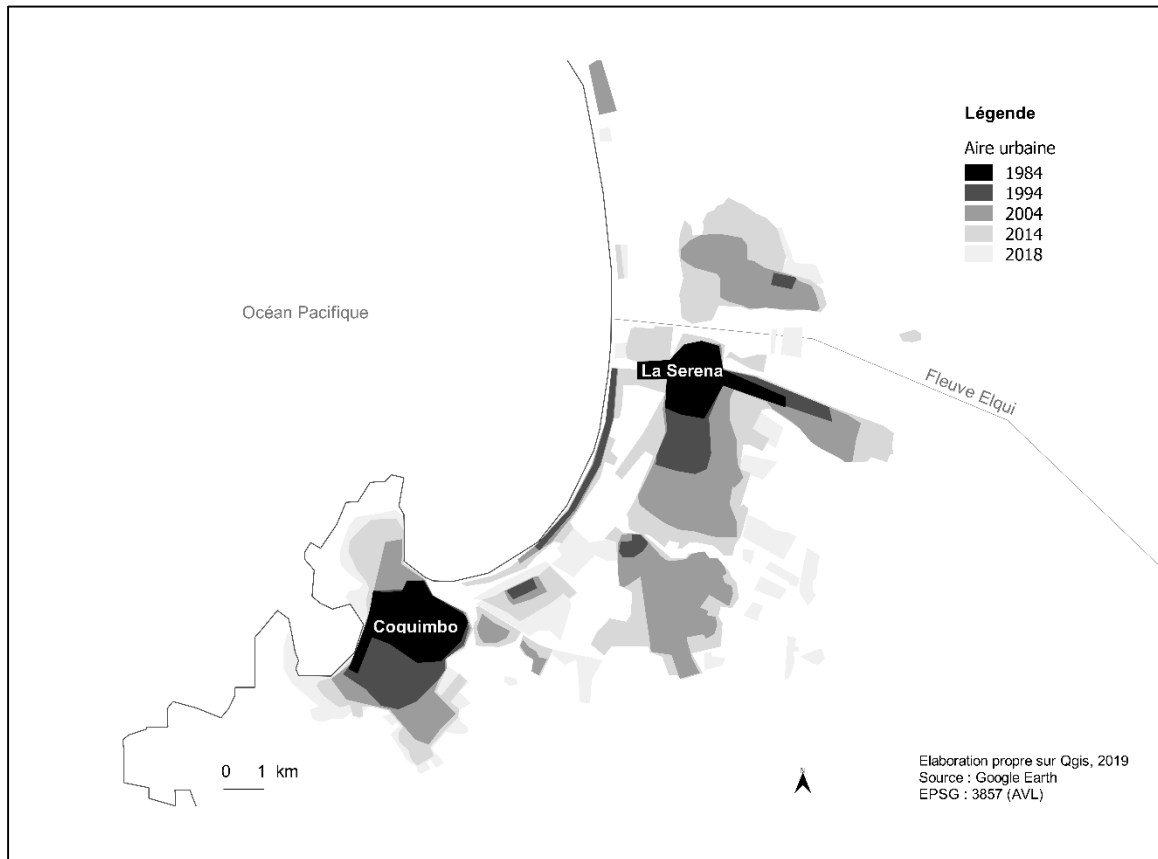 Légende
Aire urbaine
1984
1994
2004
2014
2018
Océan Pacifique
La Serena
Fleuve Elqui
Coquimbo
0 1 km
N
Elaboration propre sur Qgis, 2019
Source : Google Earth
EPSG : 3857 (AVL)